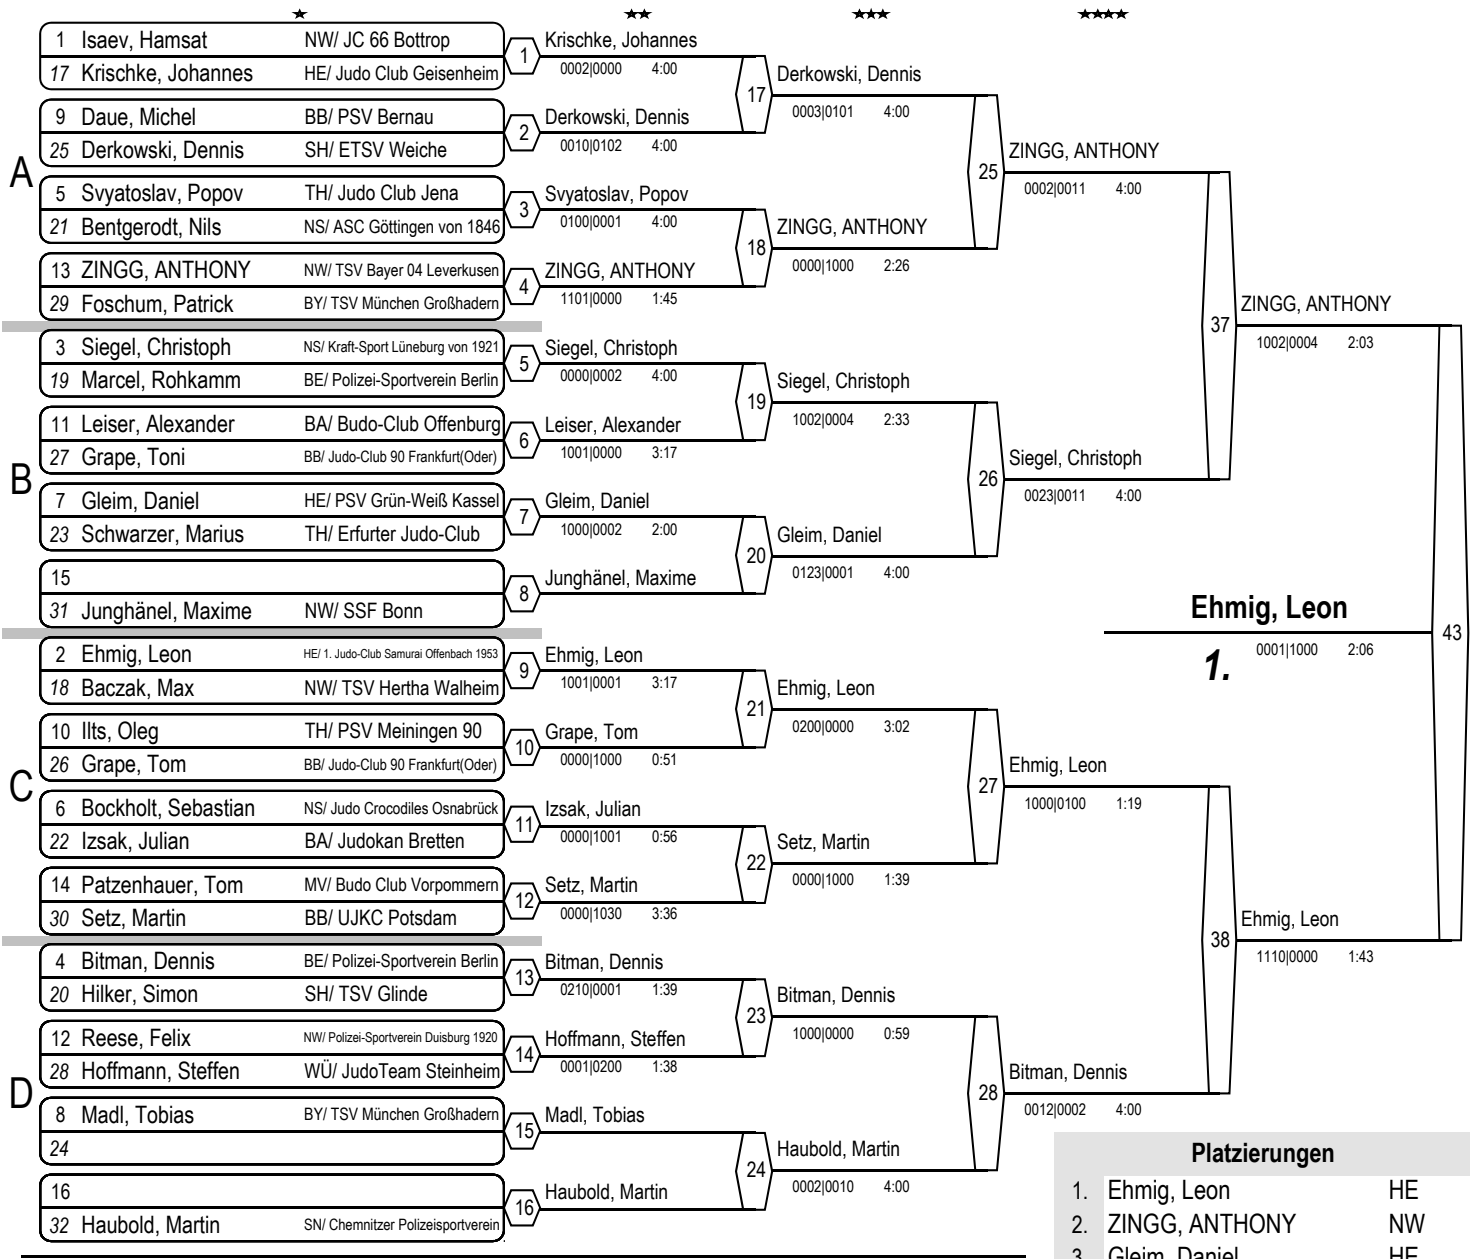 ★ ★★ ★★★ ★★★★
A
1 Isaev, Hamsat NW/ JC 66 Bottrop
17 Krischke, Johannes HE/ Judo Club Geisenheim
9 Daue, Michel BB/ PSV Bernau
25 Derkowski, Dennis SH/ ETSV Weiche
5 Svyatoslav, Popov TH/ Judo Club Jena
21 Bentgerodt, Nils NS/ ASC Göttingen von 1846
13 ZINGG, ANTHONY NW/ TSV Bayer 04 Leverkusen
29 Foschum, Patrick BY/ TSV München Großhadern
B
3 Siegel, Christoph NS/ Kraft-Sport Lüneburg von 1921
19 Marcel, Rohkamm BE/ Polizei-Sportverein Berlin
11 Leiser, Alexander BA/ Budo-Club Offenburg
27 Grape, Toni BB/ Judo-Club 90 Frankfurt(Oder)
7 Gleim, Daniel HE/ PSV Grün-Weiß Kassel
23 Schwarzer, Marius TH/ Erfurter Judo-Club
15
31 Junghänel, Maxime NW/ SSF Bonn
C
2 Ehmig, Leon HE/ 1. Judo-Club Samurai Offenbach 1953
18 Baczak, Max NW/ TSV Hertha Walheim
10 Ilts, Oleg TH/ PSV Meiningen 90
26 Grape, Tom BB/ Judo-Club 90 Frankfurt(Oder)
6 Bockholt, Sebastian NS/ Judo Crocodiles Osnabrück
22 Izsak, Julian BA/ Judokan Bretten
14 Patzenhauer, Tom MV/ Budo Club Vorpommern
30 Setz, Martin BB/ UJKC Potsdam
D
4 Bitman, Dennis BE/ Polizei-Sportverein Berlin
20 Hilker, Simon SH/ TSV Glinde
12 Reese, Felix NW/ Polizei-Sportverein Duisburg 1920
28 Hoffmann, Steffen WÜ/ JudoTeam Steinheim
8 Madl, Tobias BY/ TSV München Großhadern
24
16
32 Haubold, Martin SN/ Chemnitzer Polizeisportverein
1 Krischke, Johannes
0002|0000 4:00
2 Derkowski, Dennis
0010|0102 4:00
3 Svyatoslav, Popov
0100|0001 4:00
4 ZINGG, ANTHONY
1101|0000 1:45
5 Siegel, Christoph
0000|0002 4:00
6 Leiser, Alexander
1001|0000 3:17
7 Gleim, Daniel
1000|0002 2:00
8 Junghänel, Maxime
9 Ehmig, Leon
1001|0001 3:17
10 Grape, Tom
0000|1000 0:51
11 Izsak, Julian
0000|1001 0:56
12 Setz, Martin
0000|1030 3:36
13 Bitman, Dennis
0210|0001 1:39
14 Hoffmann, Steffen
0001|0200 1:38
15 Madl, Tobias
16 Haubold, Martin
17 Derkowski, Dennis
0003|0101 4:00
18 ZINGG, ANTHONY
0000|1000 2:26
19 Siegel, Christoph
1002|0004 2:33
20 Gleim, Daniel
0123|0001 4:00
21 Ehmig, Leon
0200|0000 3:02
22 Setz, Martin
0000|1000 1:39
23 Bitman, Dennis
1000|0000 0:59
24 Haubold, Martin
0002|0010 4:00
25 ZINGG, ANTHONY
0002|0011 4:00
26 Siegel, Christoph
0023|0011 4:00
27 Ehmig, Leon
1000|0100 1:19
28 Bitman, Dennis
0012|0002 4:00
37 ZINGG, ANTHONY
1002|0004 2:03
38 Ehmig, Leon
1110|0000 1:43
43 Ehmig, Leon
1. 0001|1000 2:06
Platzierungen
1. Ehmig, Leon HE
2. ZINGG, ANTHONY NW
3. Gleim, Daniel HE